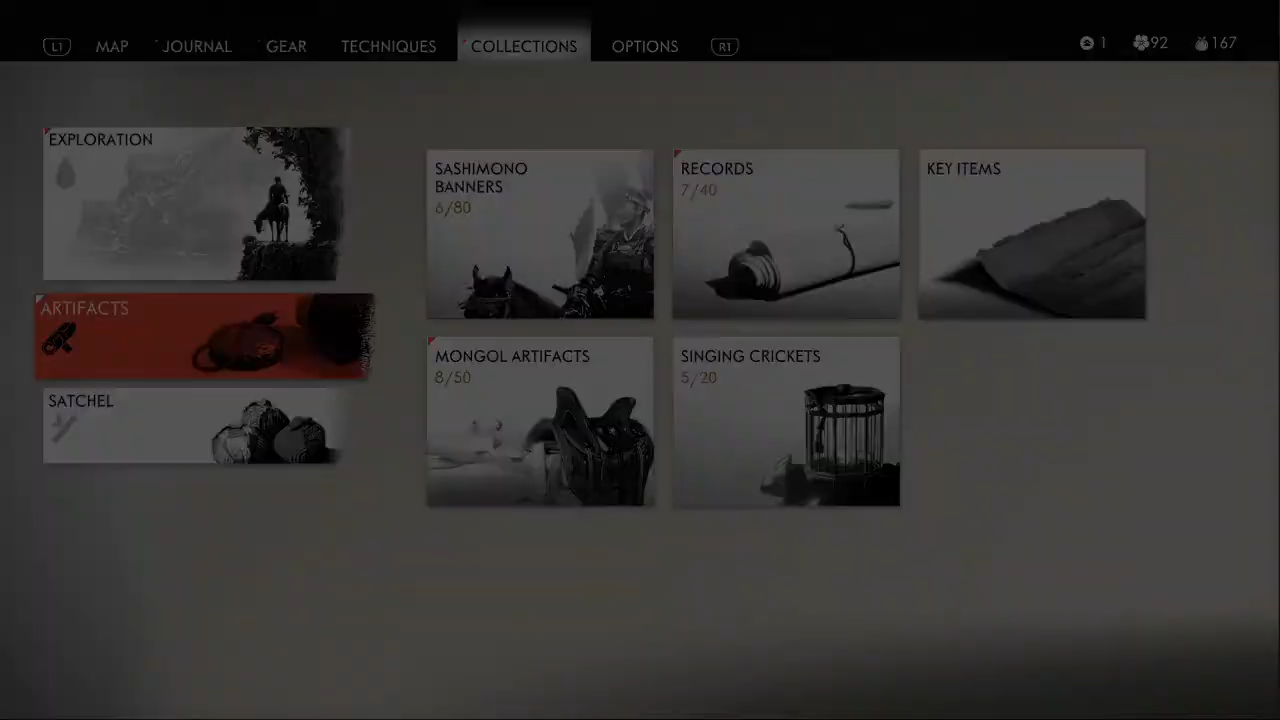 L1 MAP JOURNAL GEAR TECHNIQUES COLLECTIONS OPTIONS R1 1 92 167
EXPLORATION
ARTIFACTS
SATCHEL
SASHIMONO
BANNERS
6/80
RECORDS
7/40
KEY ITEMS
MONGOL ARTIFACTS
8/50
SINGING CRICKETS
5/20